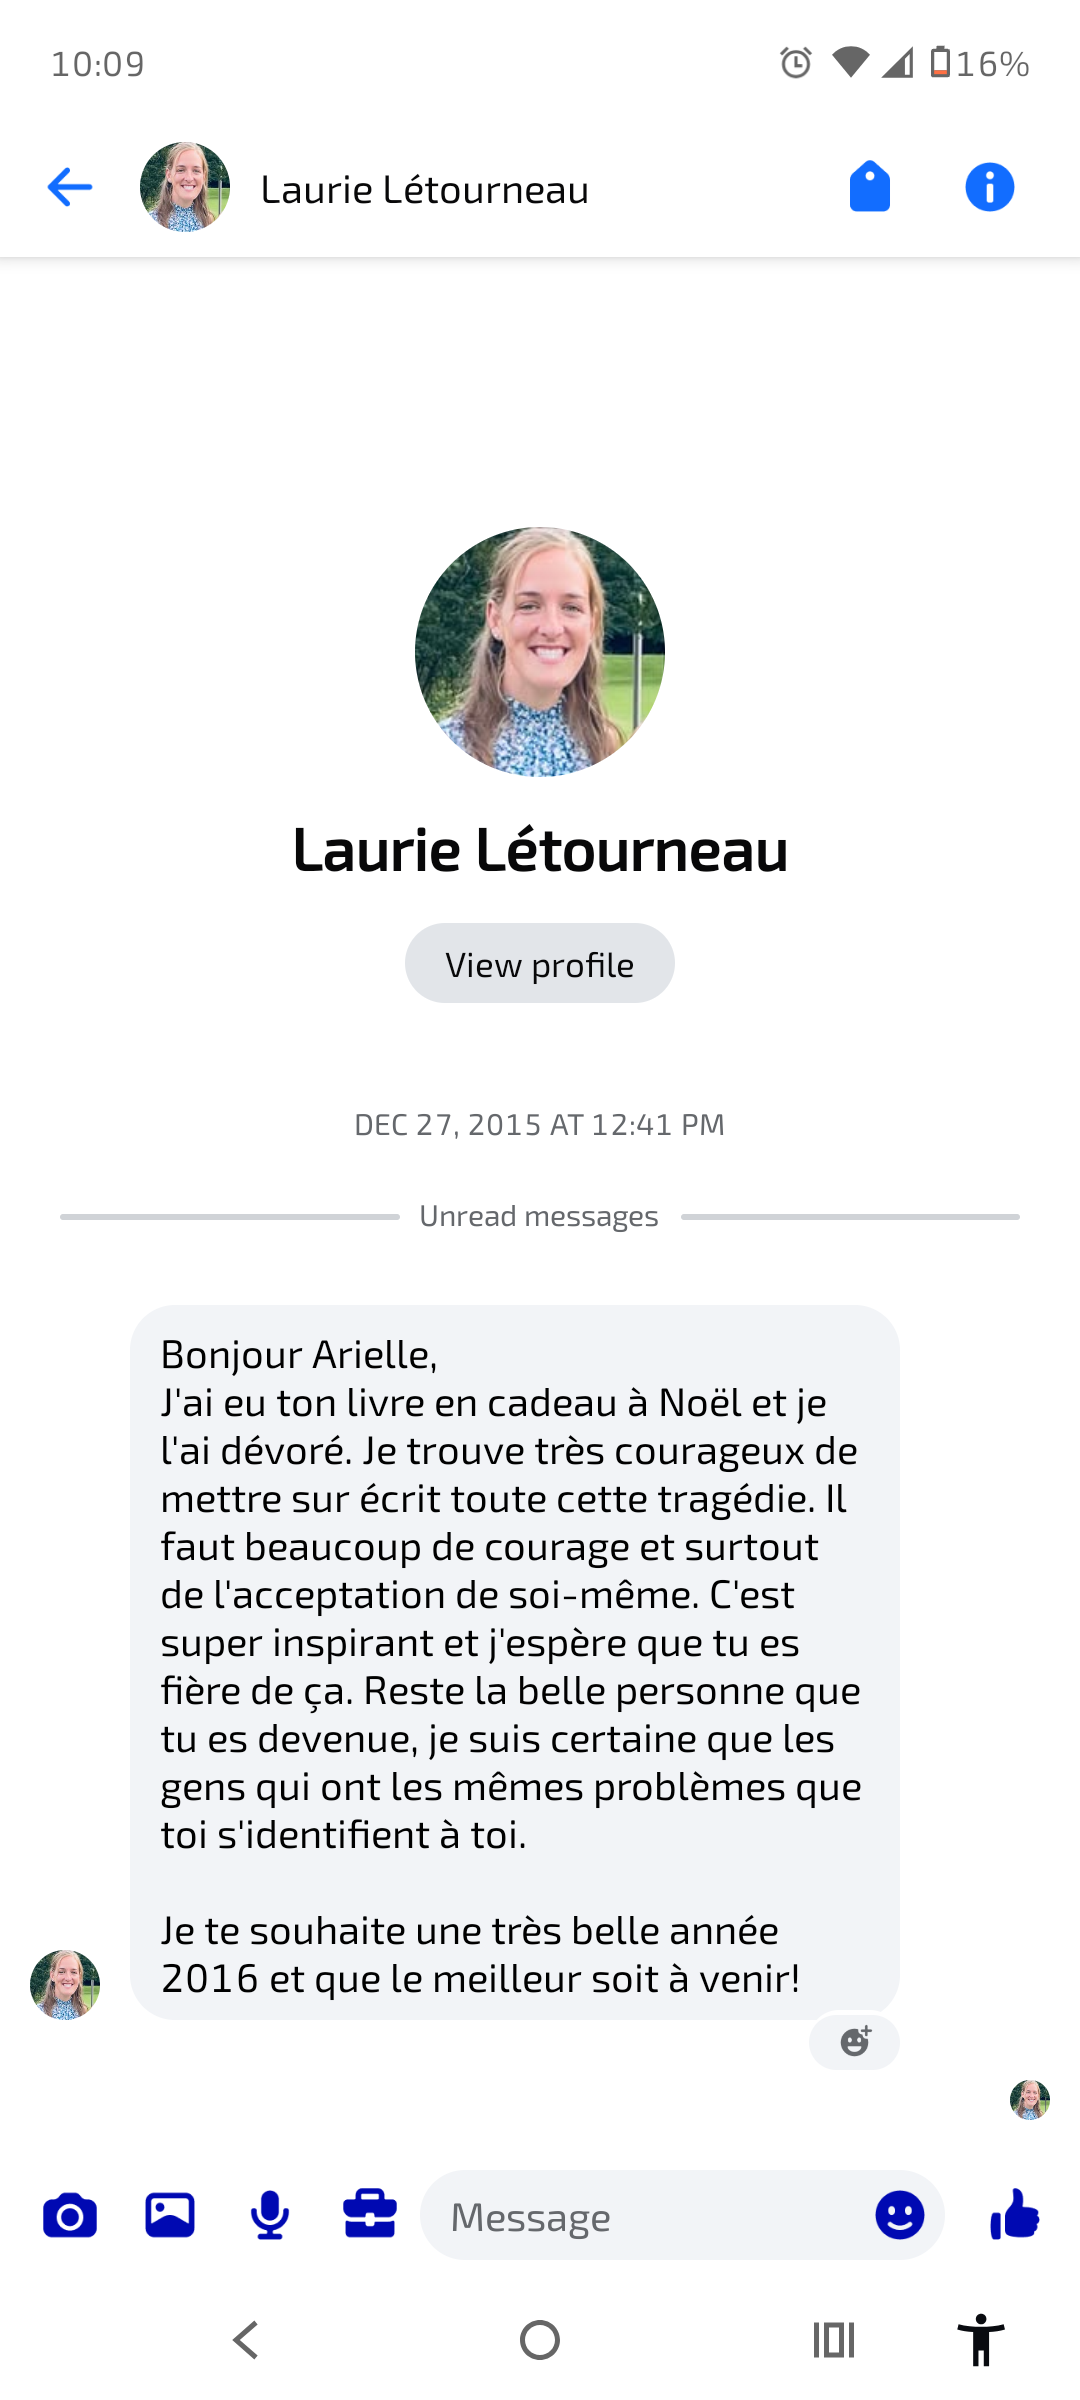 10:09
16%
Laurie Létourneau
Laurie Létourneau
View profile
DEC 27, 2015 AT 12:41 PM
Unread messages
Bonjour Arielle,
J'ai eu ton livre en cadeau à Noël et je
l'ai dévoré. Je trouve très courageux de
mettre sur écrit toute cette tragédie. Il
faut beaucoup de courage et surtout
de l'acceptation de soi-même. C'est
super inspirant et j'espère que tu es
fière de ça. Reste la belle personne que
tu es devenue, je suis certaine que les
gens qui ont les mêmes problèmes que
toi s'identifient à toi.
Je te souhaite une très belle année
2016 et que le meilleur soit à venir!
Message